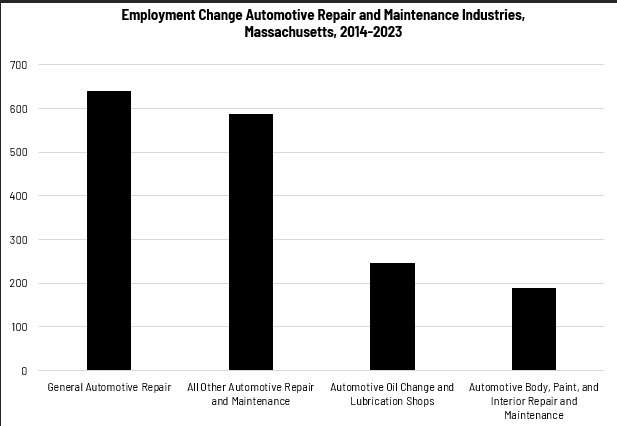 Employment Change Automotive Repair and Maintenance Industries,
Massachusetts, 2014-2023
700
600
500
400
300
200
100
0
General Automotive Repair
All Other Automotive Repair
and Maintenance
Automotive Oil Change and
Lubrication Shops
Automotive Body, Paint, and
Interior Repair and
Maintenance